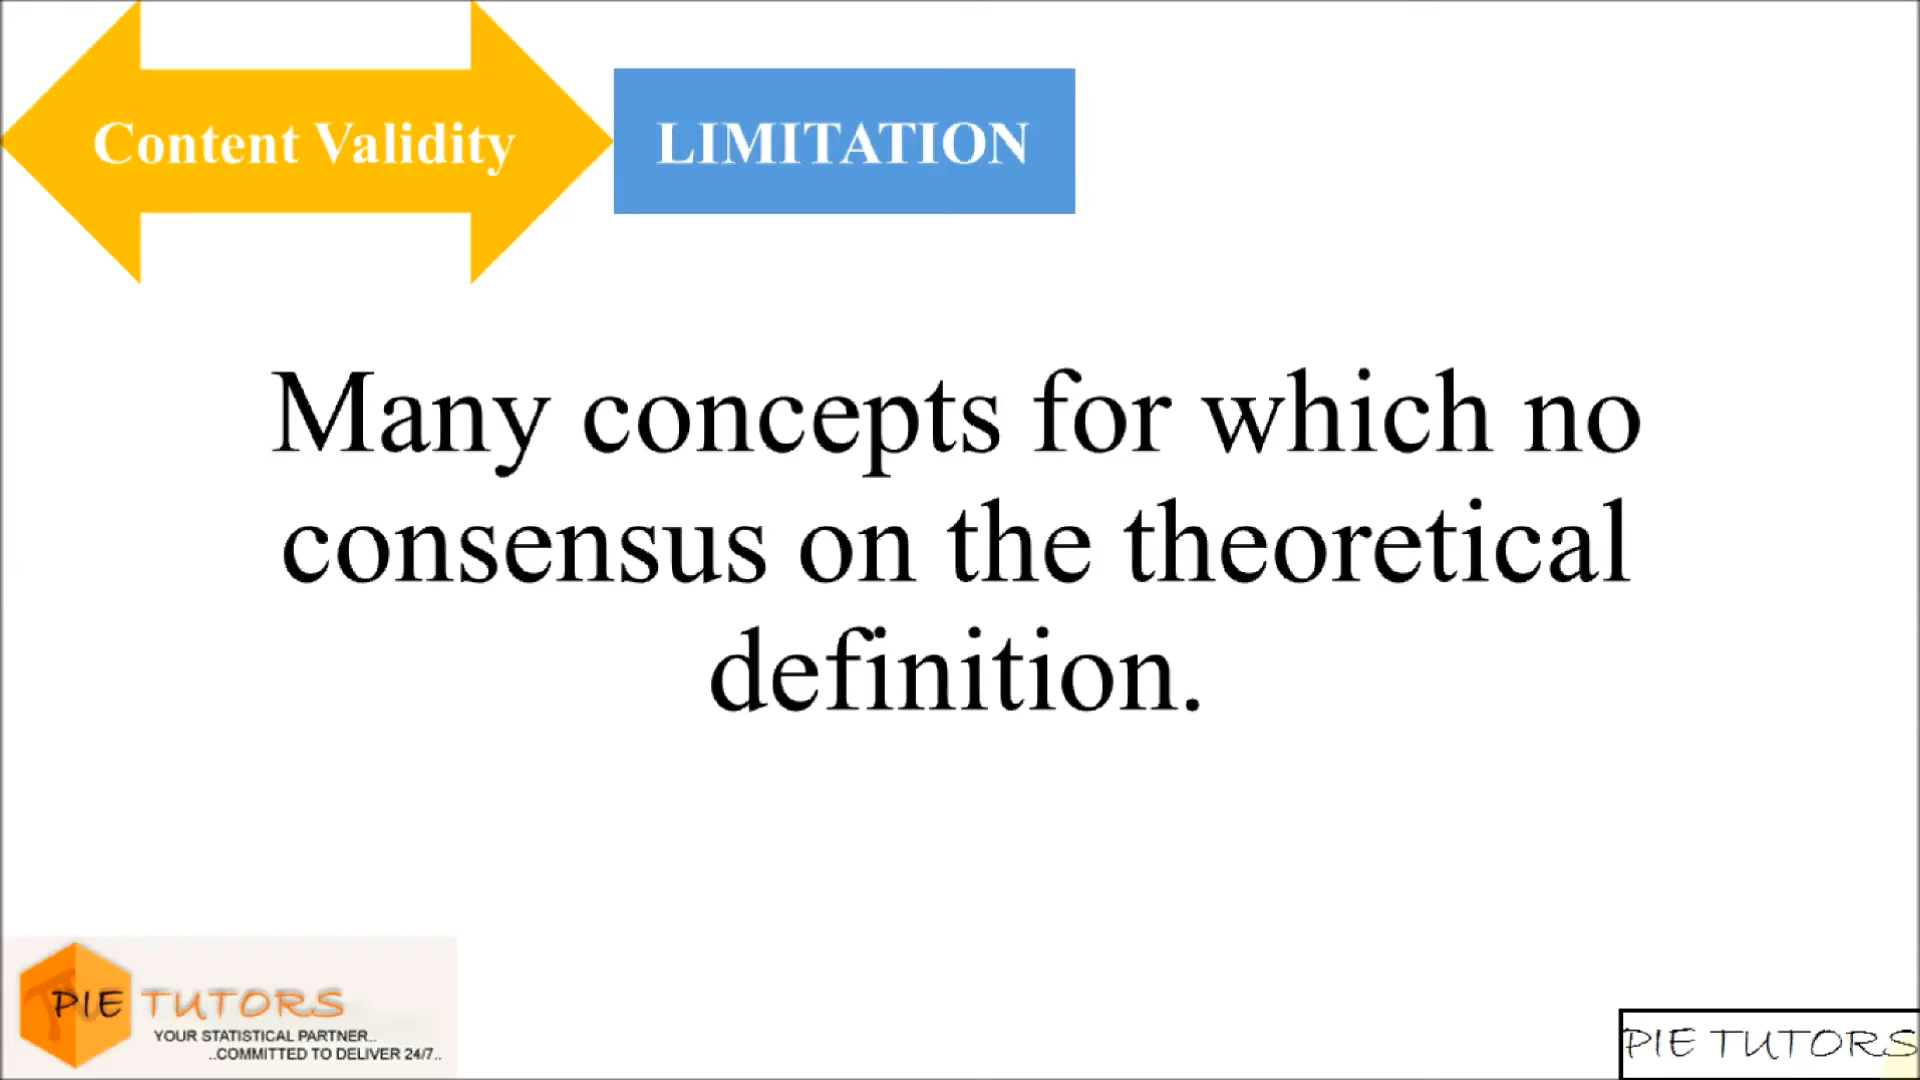 Content Validity
LIMITATION
Many concepts for which no
consensus on the theoretical
definition.
PIE TUTORS
YOUR STATISTICAL PARTNER..
..COMMITTED TO DELIVER 24/7..
PIE TUTORS